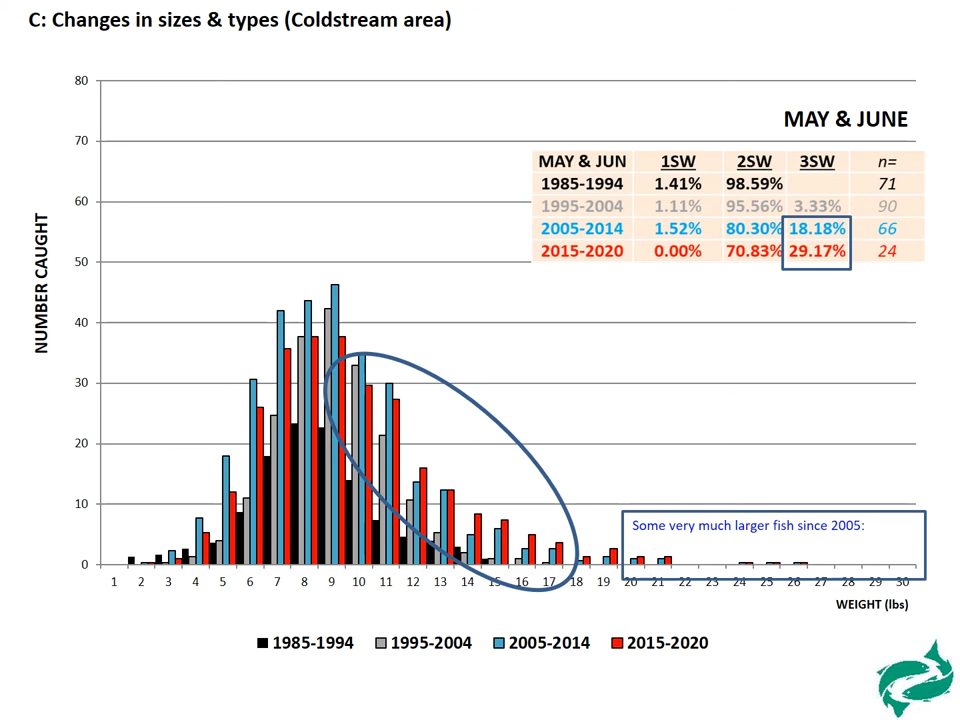 C: Changes in sizes & types (Coldstream area)
80
MAY & JUNE
70
MAY & JUN 1SW 2SW 3SW n=
1985-1994 1.41% 98.59% 71
60
1995-2004 1.11% 95.56% 3.33% 90
2005-2014 1.52% 80.30% 18.18% 66
2015-2020 0.00% 70.83% 29.17% 24
50
NUMBER CAUGHT
40
30
20
10
Some very much larger fish since 2005:
0
1 2 3 4 5 6 7 8 9 10 11 12 13 14 15 16 17 18 19 20 21 22 23 24 25 26 27 28 29 30
WEIGHT (lbs)
1985-1994 1995-2004 2005-2014 2015-2020